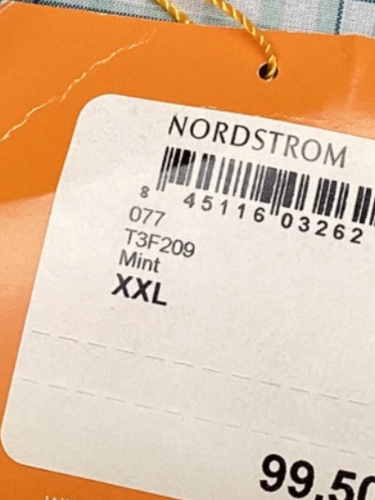 NORDSTROM
8 45116 03262
077
T3F209
Mint
XXL
99.50